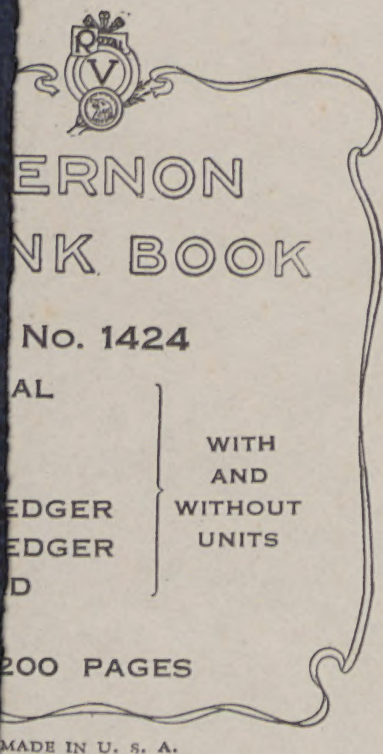 ROYAL
V
ERNON
NK BOOK
No. 1424
AL
WITH
AND
EDGER WITHOUT
EDGER UNITS
D
200 PAGES
MADE IN U. S. A.